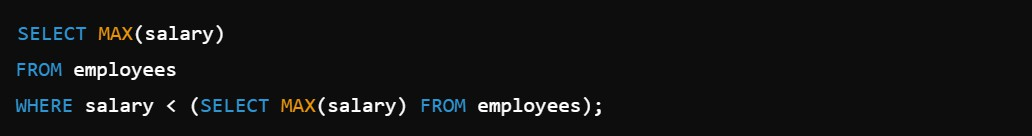 SELECT MAX(salary)
FROM employees
WHERE salary < (SELECT MAX(salary) FROM employees);